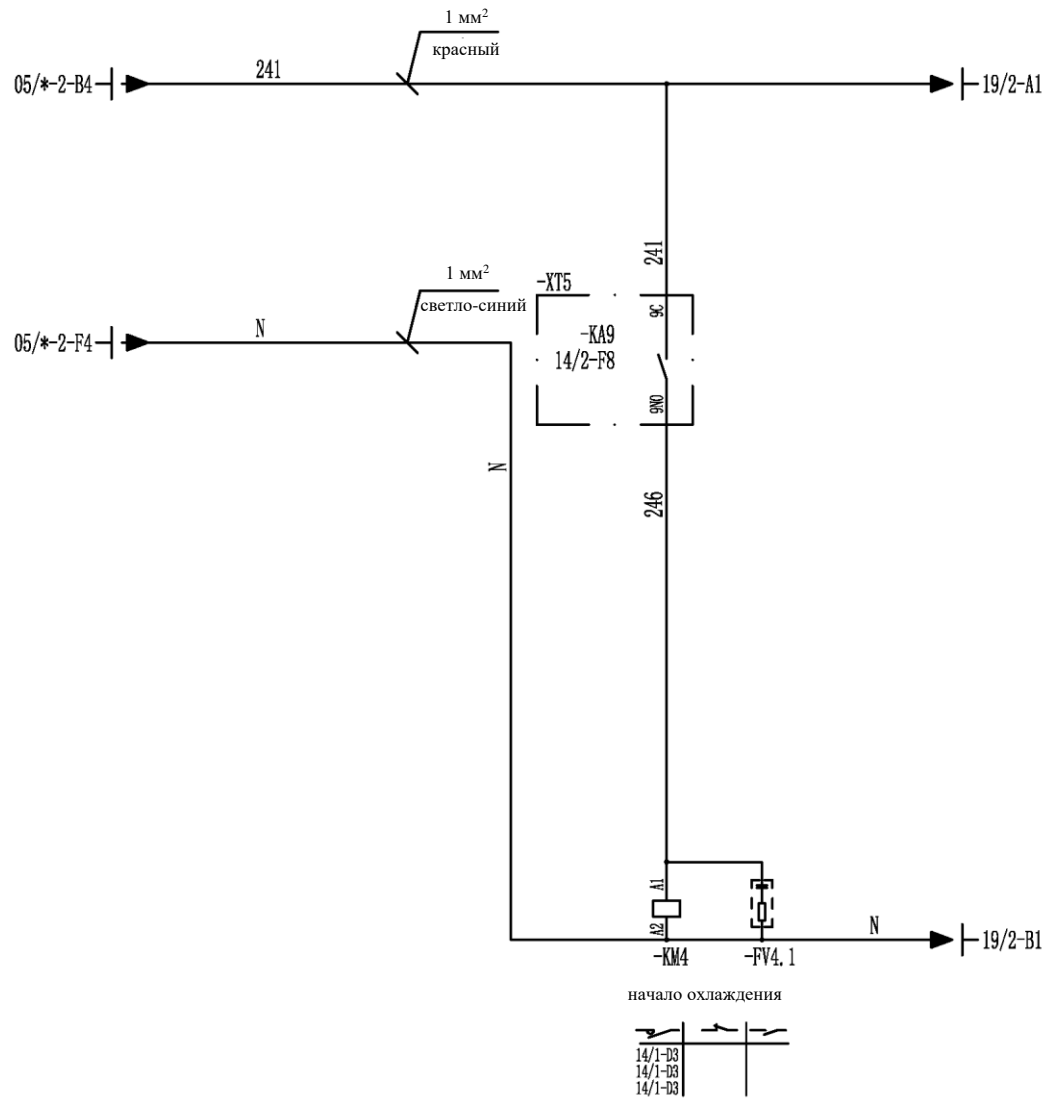 1 мм²
красный
05/*-2-B4
241
19/2-A1
241
1 мм²
светло-синий
-XT5
9C
05/*-2-F4
N
-KA9
14/2-F8
9NO
N
246
A1
A2
N
19/2-B1
-KM4
-FV4.1
начало охлаждения
14/1-D3
14/1-D3
14/1-D3